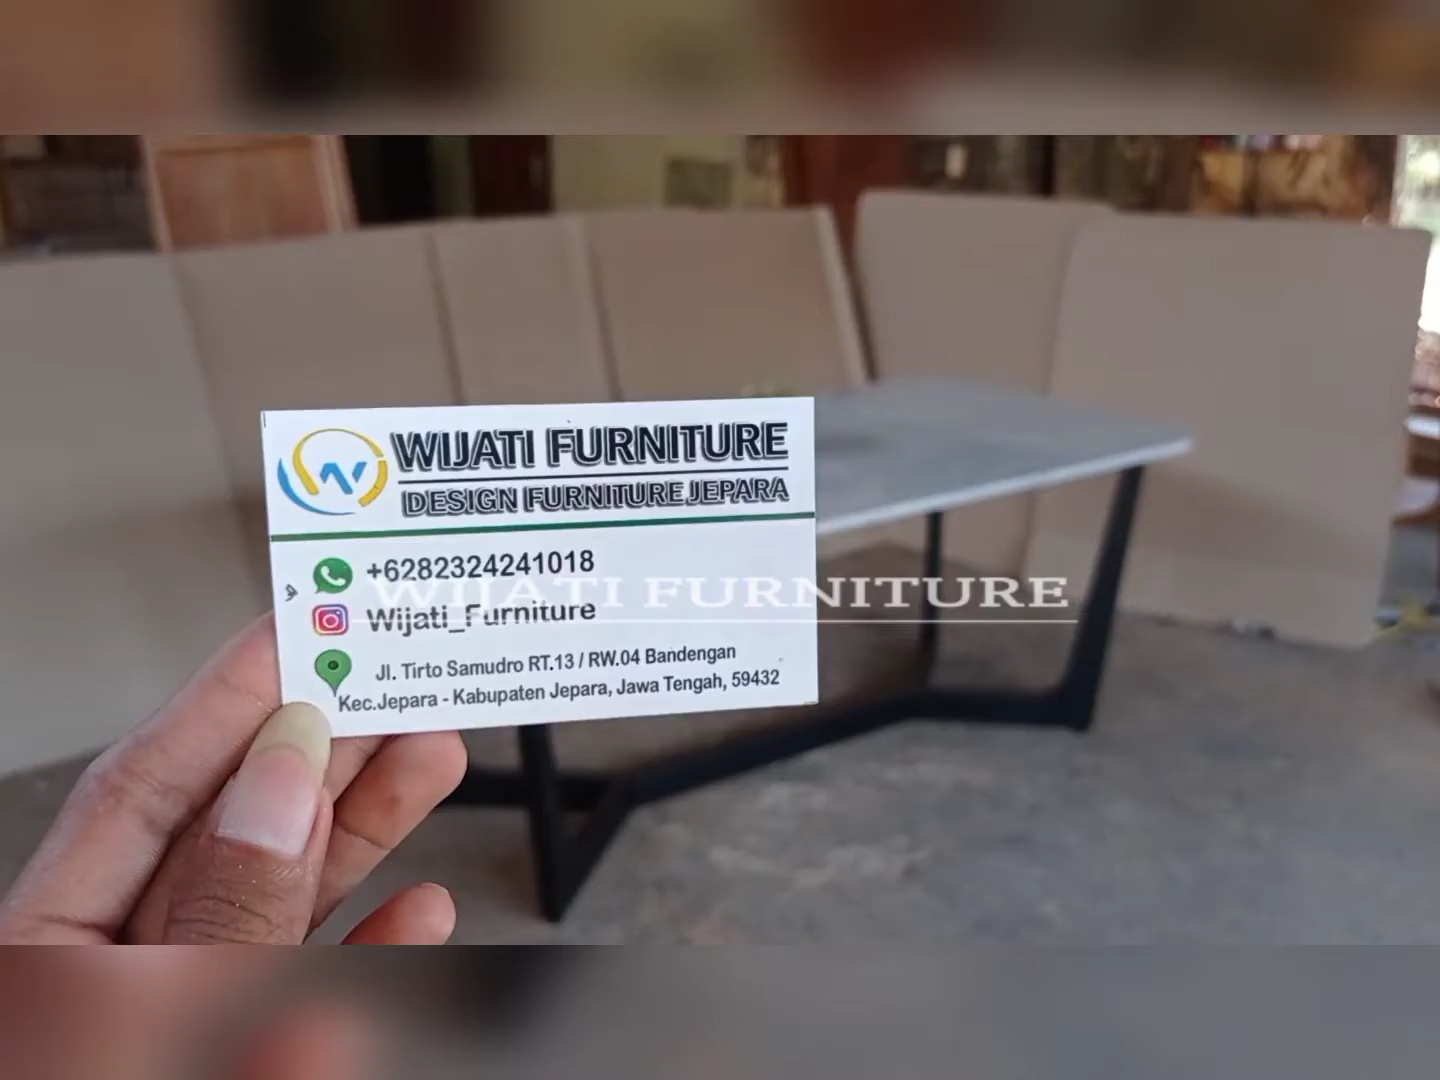 WIJATI FURNITURE
DESIGN FURNITURE JEPARA
+6282324241018
Wijati_Furniture
Jl. Tirto Samudro RT.13 / RW.04 Bandengan
Kec.Jepara - Kabupaten Jepara, Jawa Tengah, 59432
WIJATI FURNITURE